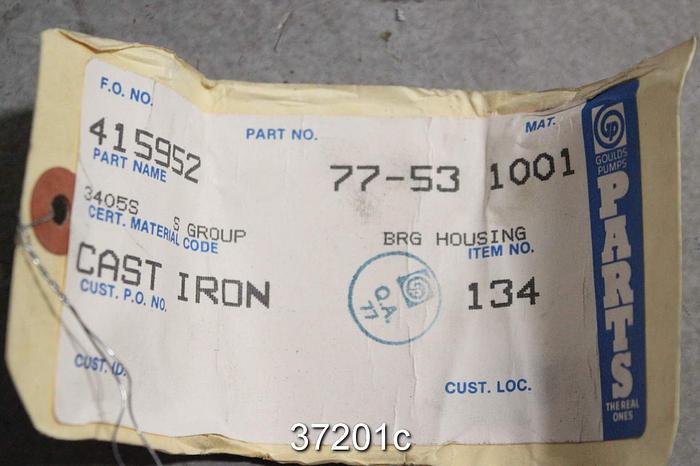 F.O. NO.
PART NO.
MAT.
415952
77-53 1001
PART NAME
3405S S GROUP
BRG HOUSING
CERT. MATERIAL CODE
ITEM NO.
CAST IRON
134
CUST. P.O. NO.
Q.A.
77
CUST. ID.
CUST. LOC.
GP
GOULDS
PUMPS
PARTS
THE REAL
ONES
37201c